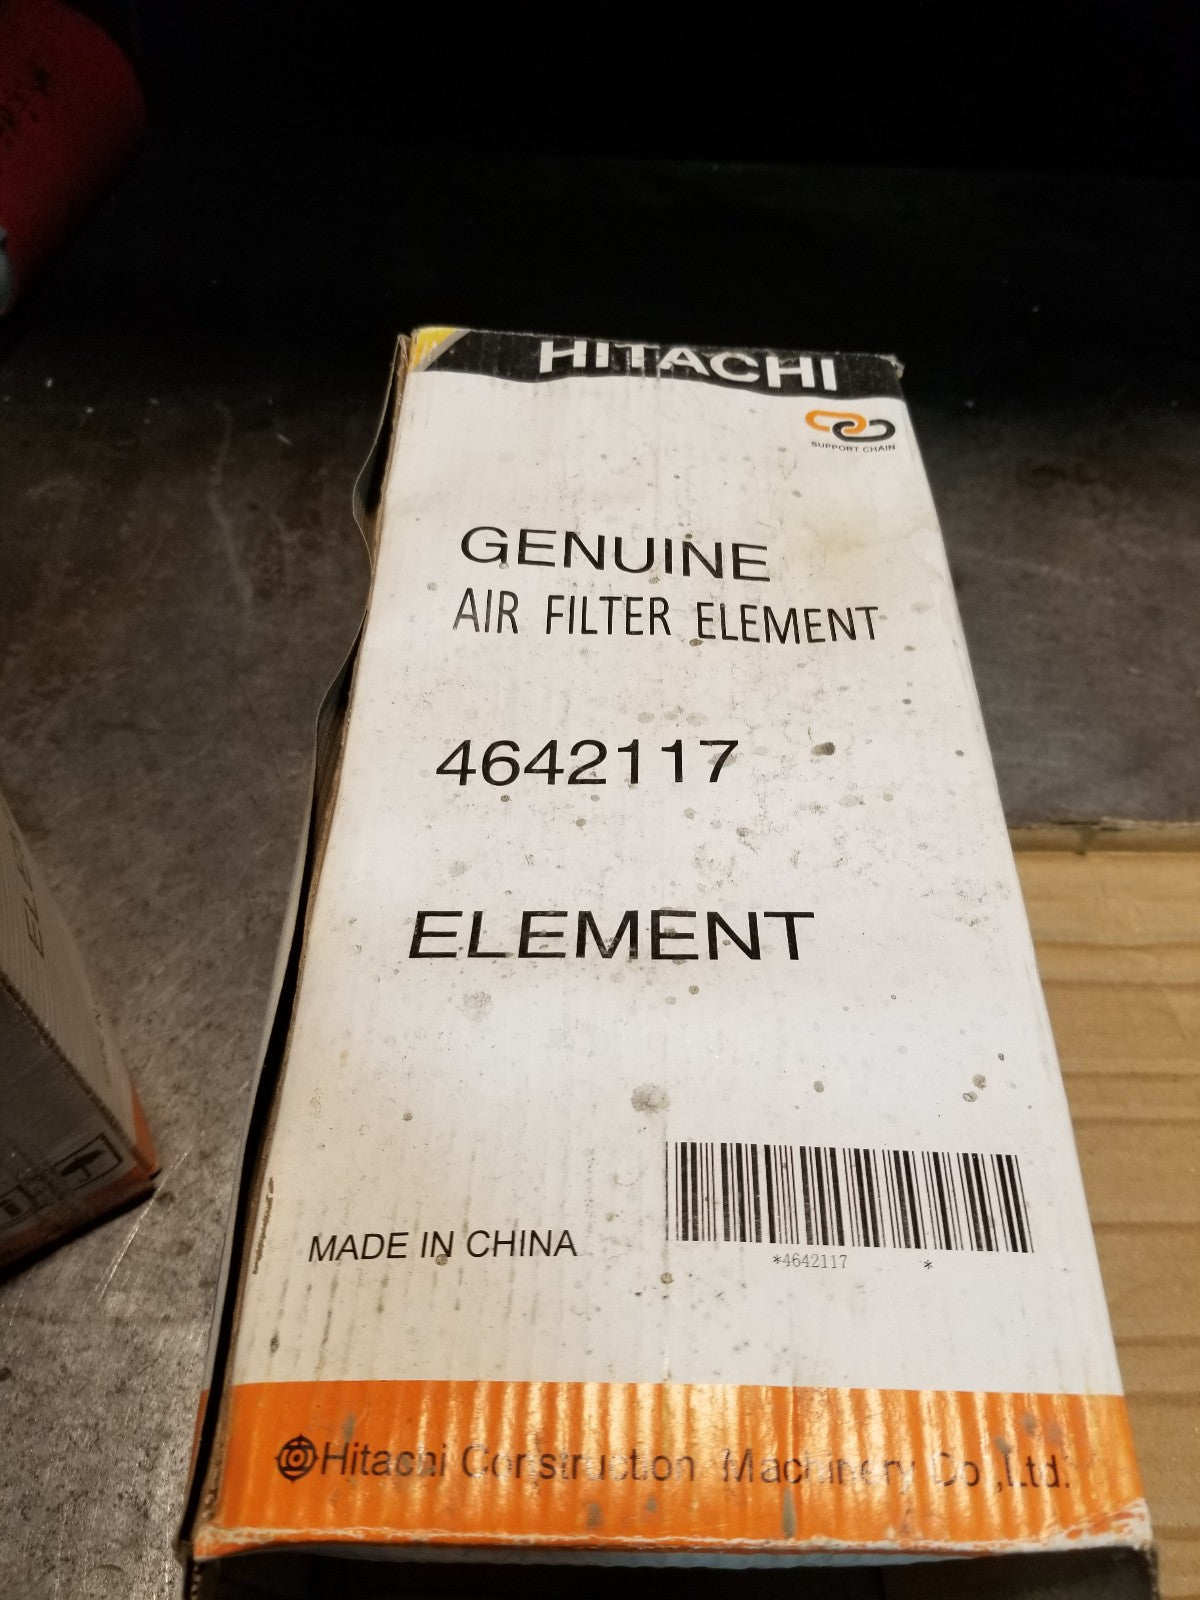 HITACHI
SUPPORT CHAIN
GENUINE
AIR FILTER ELEMENT
4642117
ELEMENT
MADE IN CHINA
*4642117 *
Hitachi Construction Machinery Co.,Ltd.